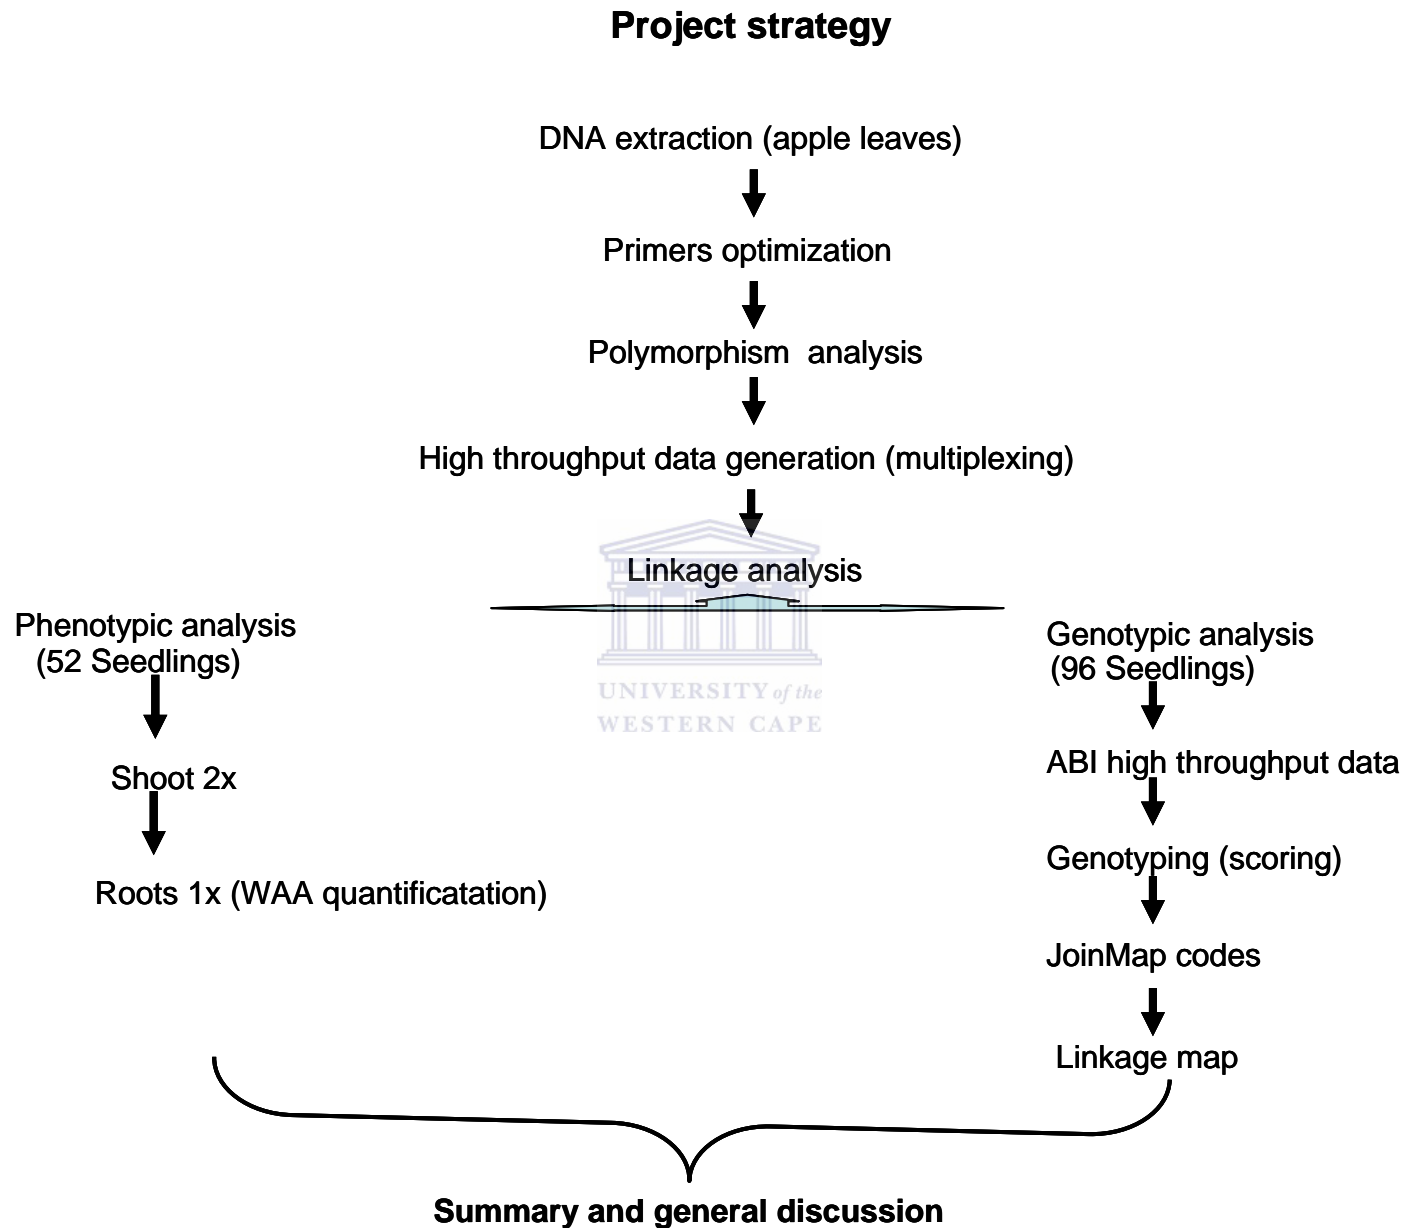 Project strategy
DNA extraction (apple leaves)
Primers optimization
Polymorphism analysis
High throughput data generation (multiplexing)
Linkage analysis
Phenotypic analysis
(52 Seedlings)
Shoot 2x
Roots 1x (WAA quantificatation)
Genotypic analysis
(96 Seedlings)
ABI high throughput data
Genotyping (scoring)
JoinMap codes
Linkage map
UNIVERSITY of the
WESTERN CAPE
Summary and general discussion